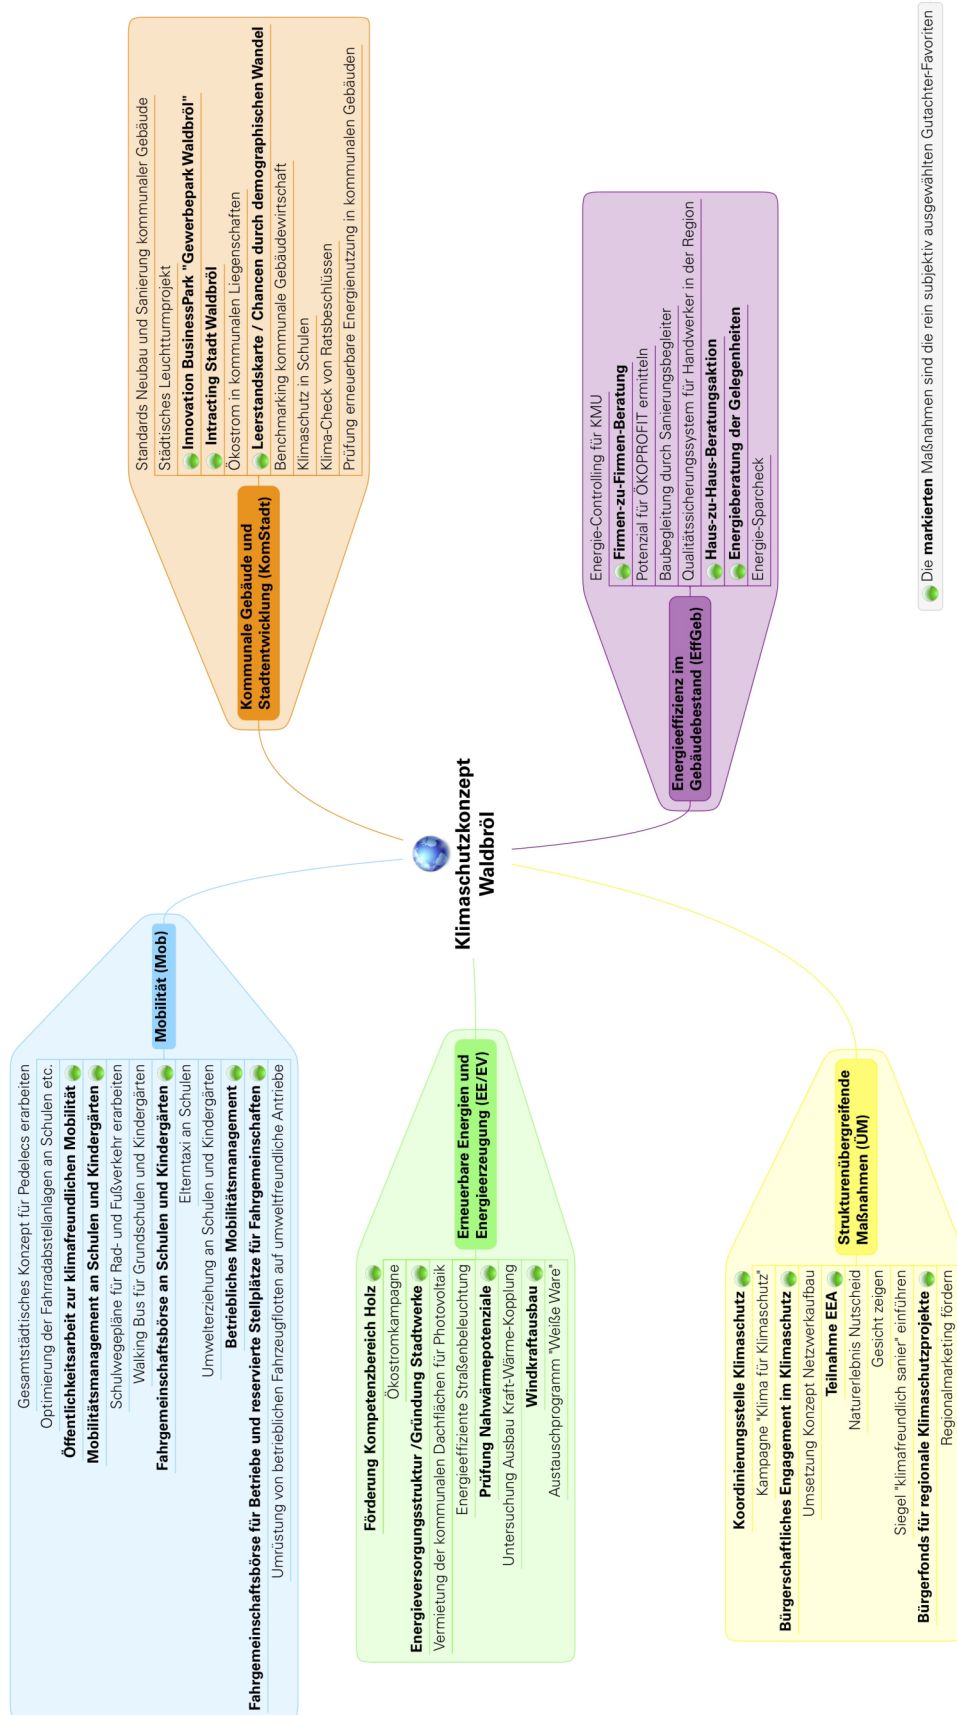 Klimaschutzkonzept
Waldbröl
Mobilität (Mob)
Gesamtstädtisches Konzept für Pedelecs erarbeiten
Optimierung der Fahrradabstellanlagen an Schulen etc.
Öffentlichkeitsarbeit zur klimafreundlichen Mobilität
Mobilitätsmanagement an Schulen und Kindergärten
Schulwegepläne für Rad- und Fußverkehr erarbeiten
Walking Bus für Grundschulen und Kindergärten
Fahrgemeinschaftsbörse an Schulen und Kindergärten
Elterntaxi an Schulen
Umwelterziehung an Schulen und Kindergärten
Betriebliches Mobilitätsmanagement
Fahrgemeinschaftsbörse für Betriebe und reservierte Stellplätze für Fahrgemeinschaften
Umrüstung von betrieblichen Fahrzeugflotten auf umweltfreundliche Antriebe
Erneuerbare Energien und
Energieerzeugung (EE/EV)
Förderung Kompetenzbereich Holz
Ökostromkampagne
Energieversorgungsstruktur /Gründung Stadtwerke
Vermietung der kommunalen Dachflächen für Photovoltaik
Energieeffiziente Straßenbeleuchtung
Prüfung Nahwärmepotenziale
Untersuchung Ausbau Kraft-Wärme-Kopplung
Windkraftausbau
Austauschprogramm "Weiße Ware"
Strukturenübergreifende
Maßnahmen (ÜM)
Koordinierungsstelle Klimaschutz
Kampagne "Klima für Klimaschutz"
Bürgerschaftliches Engagement im Klimaschutz
Umsetzung Konzept Netzwerkaufbau
Teilnahme EEA
Naturerlebnis Nutscheid
Gesicht zeigen
Siegel "klimafreundlich sanier" einführen
Bürgerfonds für regionale Klimaschutzprojekte
Regionalmarketing fördern
Kommunale Gebäude und
Stadtentwicklung (KomStadt)
Standards Neubau und Sanierung kommunaler Gebäude
Städtisches Leuchtturmprojekt
Innovation BusinessPark "Gewerbepark Waldbröl"
Intracting Stadt Waldbröl
Ökostrom in kommunalen Liegenschaften
Leerstandskarte / Chancen durch demographischen Wandel
Benchmarking kommunale Gebäudewirtschaft
Klimaschutz in Schulen
Klima-Check von Ratsbeschlüssen
Prüfung erneuerbare Energienutzung in kommunalen Gebäuden
Energieeffizienz im
Gebäudebestand (EffGeb)
Energie-Controlling für KMU
Firmen-zu-Firmen-Beratung
Potenzial für ÖKOPROFIT ermitteln
Baubegleitung durch Sanierungsbegleiter
Qualitätssicherungssystem für Handwerker in der Region
Haus-zu-Haus-Beratungsaktion
Energieberatung der Gelegenheiten
Energie-Sparcheck
Die markierten Maßnahmen sind die rein subjektiv ausgewählten Gutachter-Favoriten